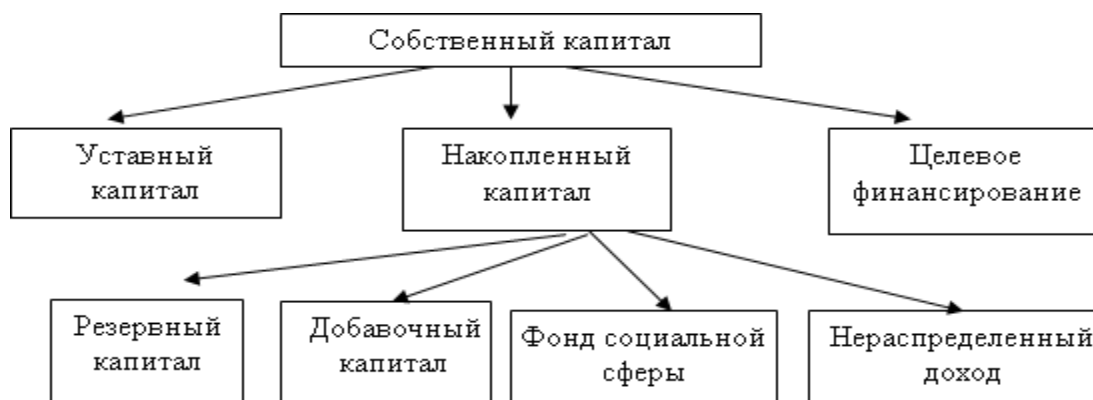 Собственный капитал
Уставный
капитал
Накопленный
капитал
Целевое
финансирование
Резервный
капитал
Добавочный
капитал
Фонд социальной
сферы
Нераспределенный
доход